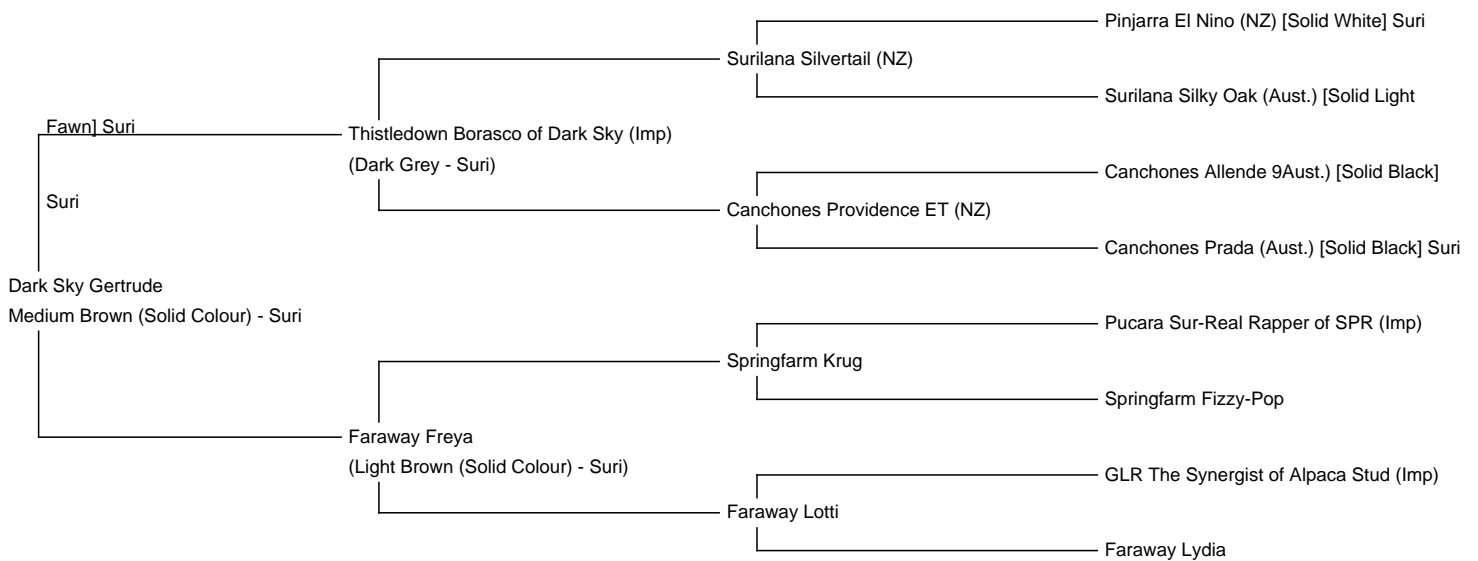 Pinjarra El Nino (NZ) [Solid White] Suri
Surilana Silvertail (NZ)
Surilana Silky Oak (Aust.) [Solid Light
Fawn] Suri
Thistledown Borasco of Dark Sky (Imp)
(Dark Grey - Suri)
Canchones Allende 9Aust.) [Solid Black]
Suri
Canchones Providence ET (NZ)
Canchones Prada (Aust.) [Solid Black] Suri
Dark Sky Gertrude
Medium Brown (Solid Colour) - Suri
Pucara Sur-Real Rapper of SPR (Imp)
Springfarm Krug
Springfarm Fizzy-Pop
Faraway Freya
(Light Brown (Solid Colour) - Suri)
GLR The Synergist of Alpaca Stud (Imp)
Faraway Lotti
Faraway Lydia